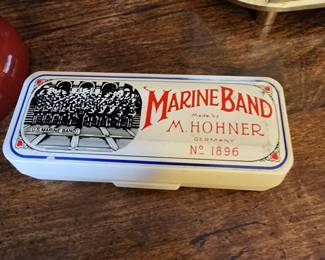 MARINE BAND
Made by
M. HOHNER
GERMANY
Nº 1896
U.S. MARINE BAND